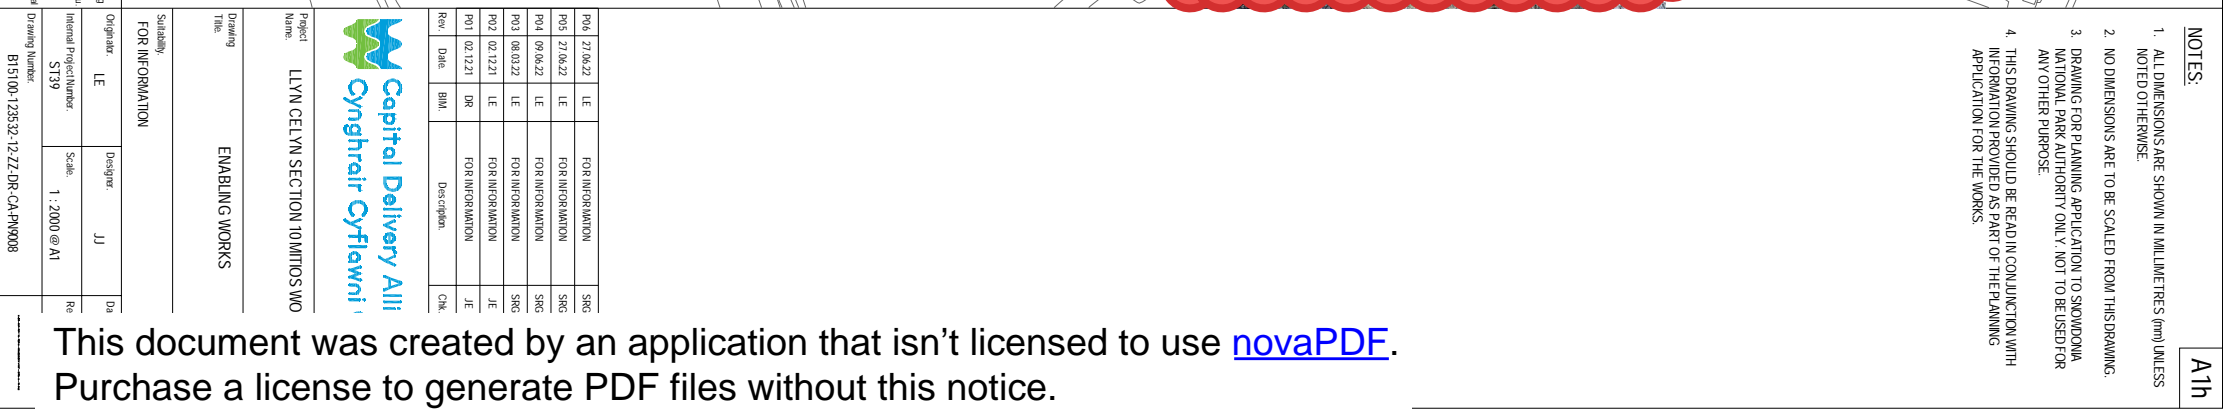 NOTES:
1. ALL DIMENSIONS ARE SHOWN IN MILLIMETRES (mm) UNLESS
NOTED OTHERWISE.
2. NO DIMENSIONS ARE TO BE SCALED FROM THIS DRAWING.
3. DRAWING FOR PLANNING APPLICATION TO SNOWDONIA
NATIONAL PARK AUTHORITY ONLY. NOT TO BE USED FOR
ANY OTHER PURPOSE.
4. THIS DRAWING SHOULD BE READ IN CONJUNCTION WITH
INFORMATION PROVIDED AS PART OF THE PLANNING
APPLICATION FOR THE WORKS.
A1h
P06 27.06.22 LE FOR INFORMATION SRG
P05 27.06.22 LE FOR INFORMATION SRG
P04 09.06.22 LE FOR INFORMATION SRG
P03 08.03.22 LE FOR INFORMATION SRG
P02 02.12.21 LE FOR INFORMATION JE
P01 02.12.21 DR FOR INFORMATION JE
Rev. Date. BIM. Description. Chk.
Capital Delivery Alli
Cynghrair Cyflawni
Project
Name.
LLYN CELYN SECTION 10 MITIOS WO
Drawing
Title.
ENABLING WORKS
Suitability.
FOR INFORMATION
Originator. Designer. Da
LE JJ
Internal Project Number. Scale. Re
ST39 1 : 2000 @ A1
Drawing Number.
B15100-123532-12-ZZ-DR-CA-PN9008
This document was created by an application that isn't licensed to use novaPDF.
Purchase a license to generate PDF files without this notice.